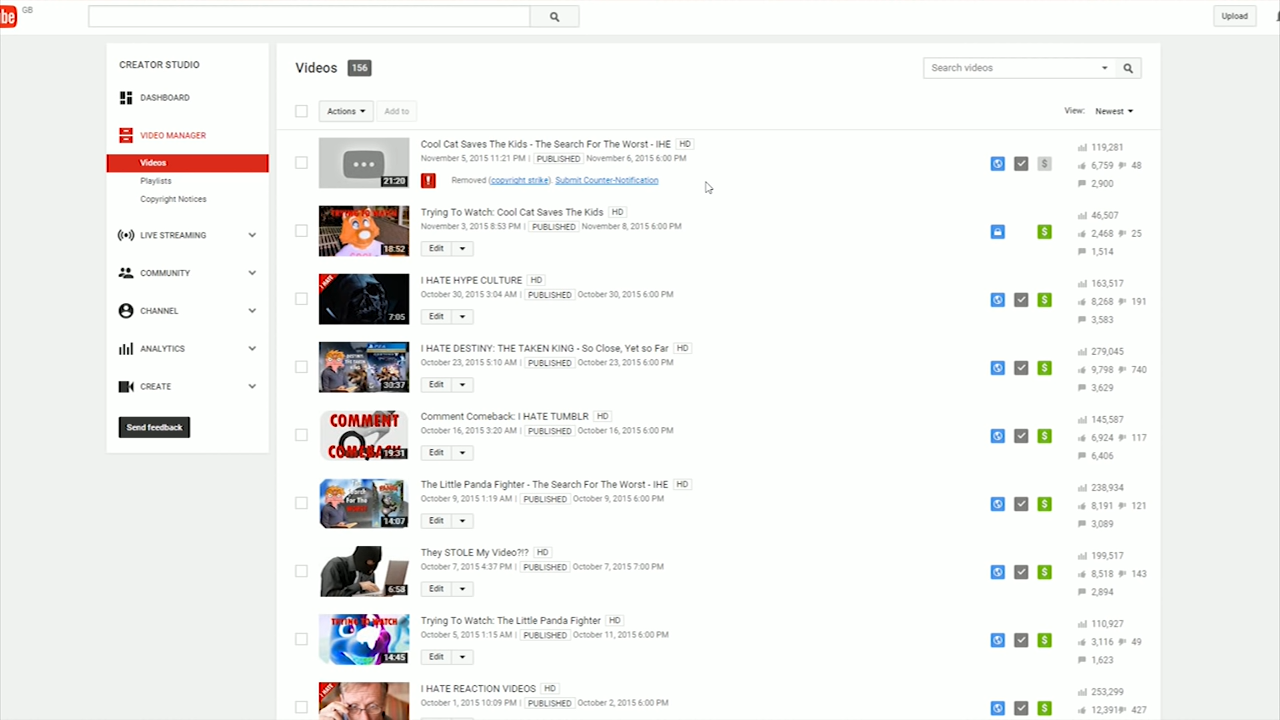 be GB
Upload
CREATOR STUDIO
DASHBOARD
VIDEO MANAGER
Videos
Playlists
Copyright Notices
LIVE STREAMING
COMMUNITY
CHANNEL
ANALYTICS
CREATE
Send feedback
Videos 156
Search videos
Actions Add to
View: Newest
Cool Cat Saves The Kids - The Search For The Worst - IHE HD
November 5, 2015 11:21 PM | PUBLISHED November 6, 2015 6:00 PM
Removed (copyright strike). Submit Counter-Notification
21:20
119,281
6,759 48
2,900
Trying To Watch: Cool Cat Saves The Kids HD
November 3, 2015 8:53 PM | PUBLISHED November 8, 2015 6:00 PM
Edit
TRYING TO WATCH
18:52
46,507
2,468 25
1,514
I HATE HYPE CULTURE HD
October 30, 2015 3:04 AM | PUBLISHED October 30, 2015 6:00 PM
Edit
I HATE
7:05
163,517
8,268 191
3,583
I HATE DESTINY: THE TAKEN KING - So Close, Yet so Far HD
October 23, 2015 5:10 AM | PUBLISHED October 23, 2015 6:00 PM
Edit
30:37
279,045
9,798 740
3,629
Comment Comeback: I HATE TUMBLR HD
October 16, 2015 3:20 AM | PUBLISHED October 16, 2015 6:00 PM
Edit
COMMENT
COMEBACK
19:31
145,587
6,924 117
6,406
The Little Panda Fighter - The Search For The Worst - IHE HD
October 9, 2015 1:19 AM | PUBLISHED October 9, 2015 6:00 PM
Edit
14:07
238,934
8,191 121
3,089
They STOLE My Video?!? HD
October 7, 2015 4:37 PM | PUBLISHED October 7, 2015 7:00 PM
Edit
6:58
199,517
8,518 143
2,894
Trying To Watch: The Little Panda Fighter HD
October 5, 2015 1:15 AM | PUBLISHED October 11, 2015 6:00 PM
Edit
TRYING TO WATCH
14:45
110,927
3,116 49
1,623
I HATE REACTION VIDEOS HD
October 1, 2015 10:09 PM | PUBLISHED October 2, 2015 6:00 PM
I HATE
253,299
12,391 427